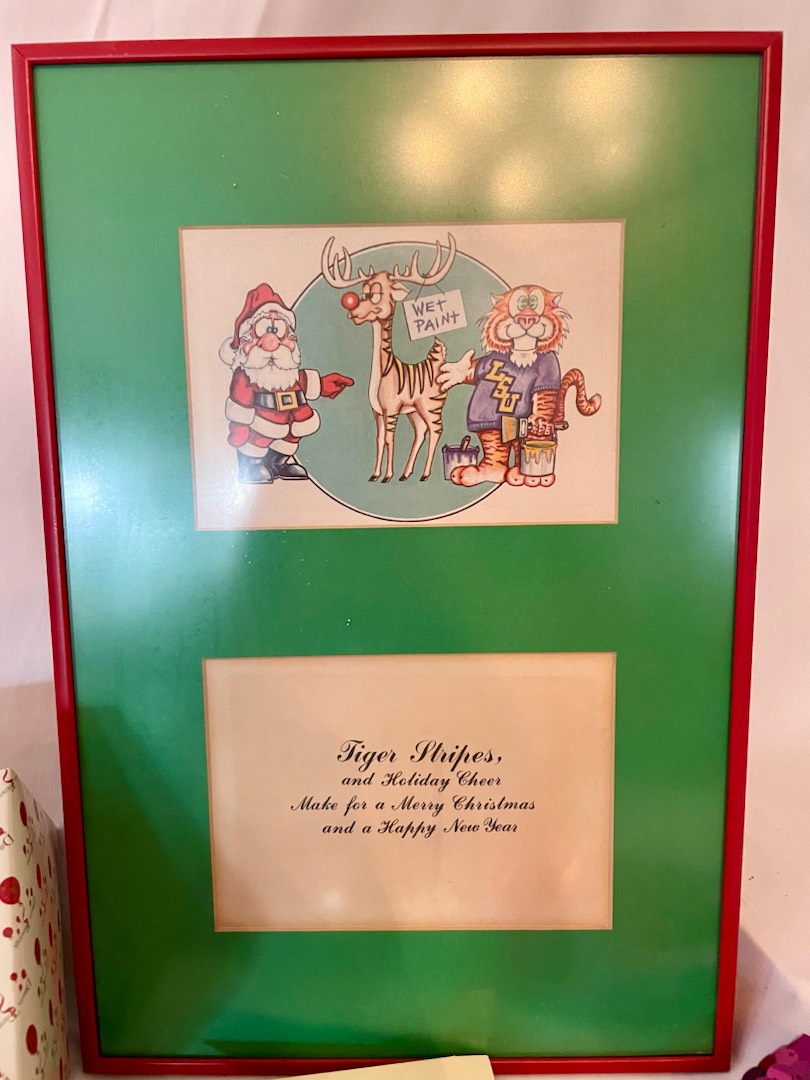 WET
PAINT
LSU
Tiger Stripes,
and Holiday Cheer
Make for a Merry Christmas
and a Happy New Year